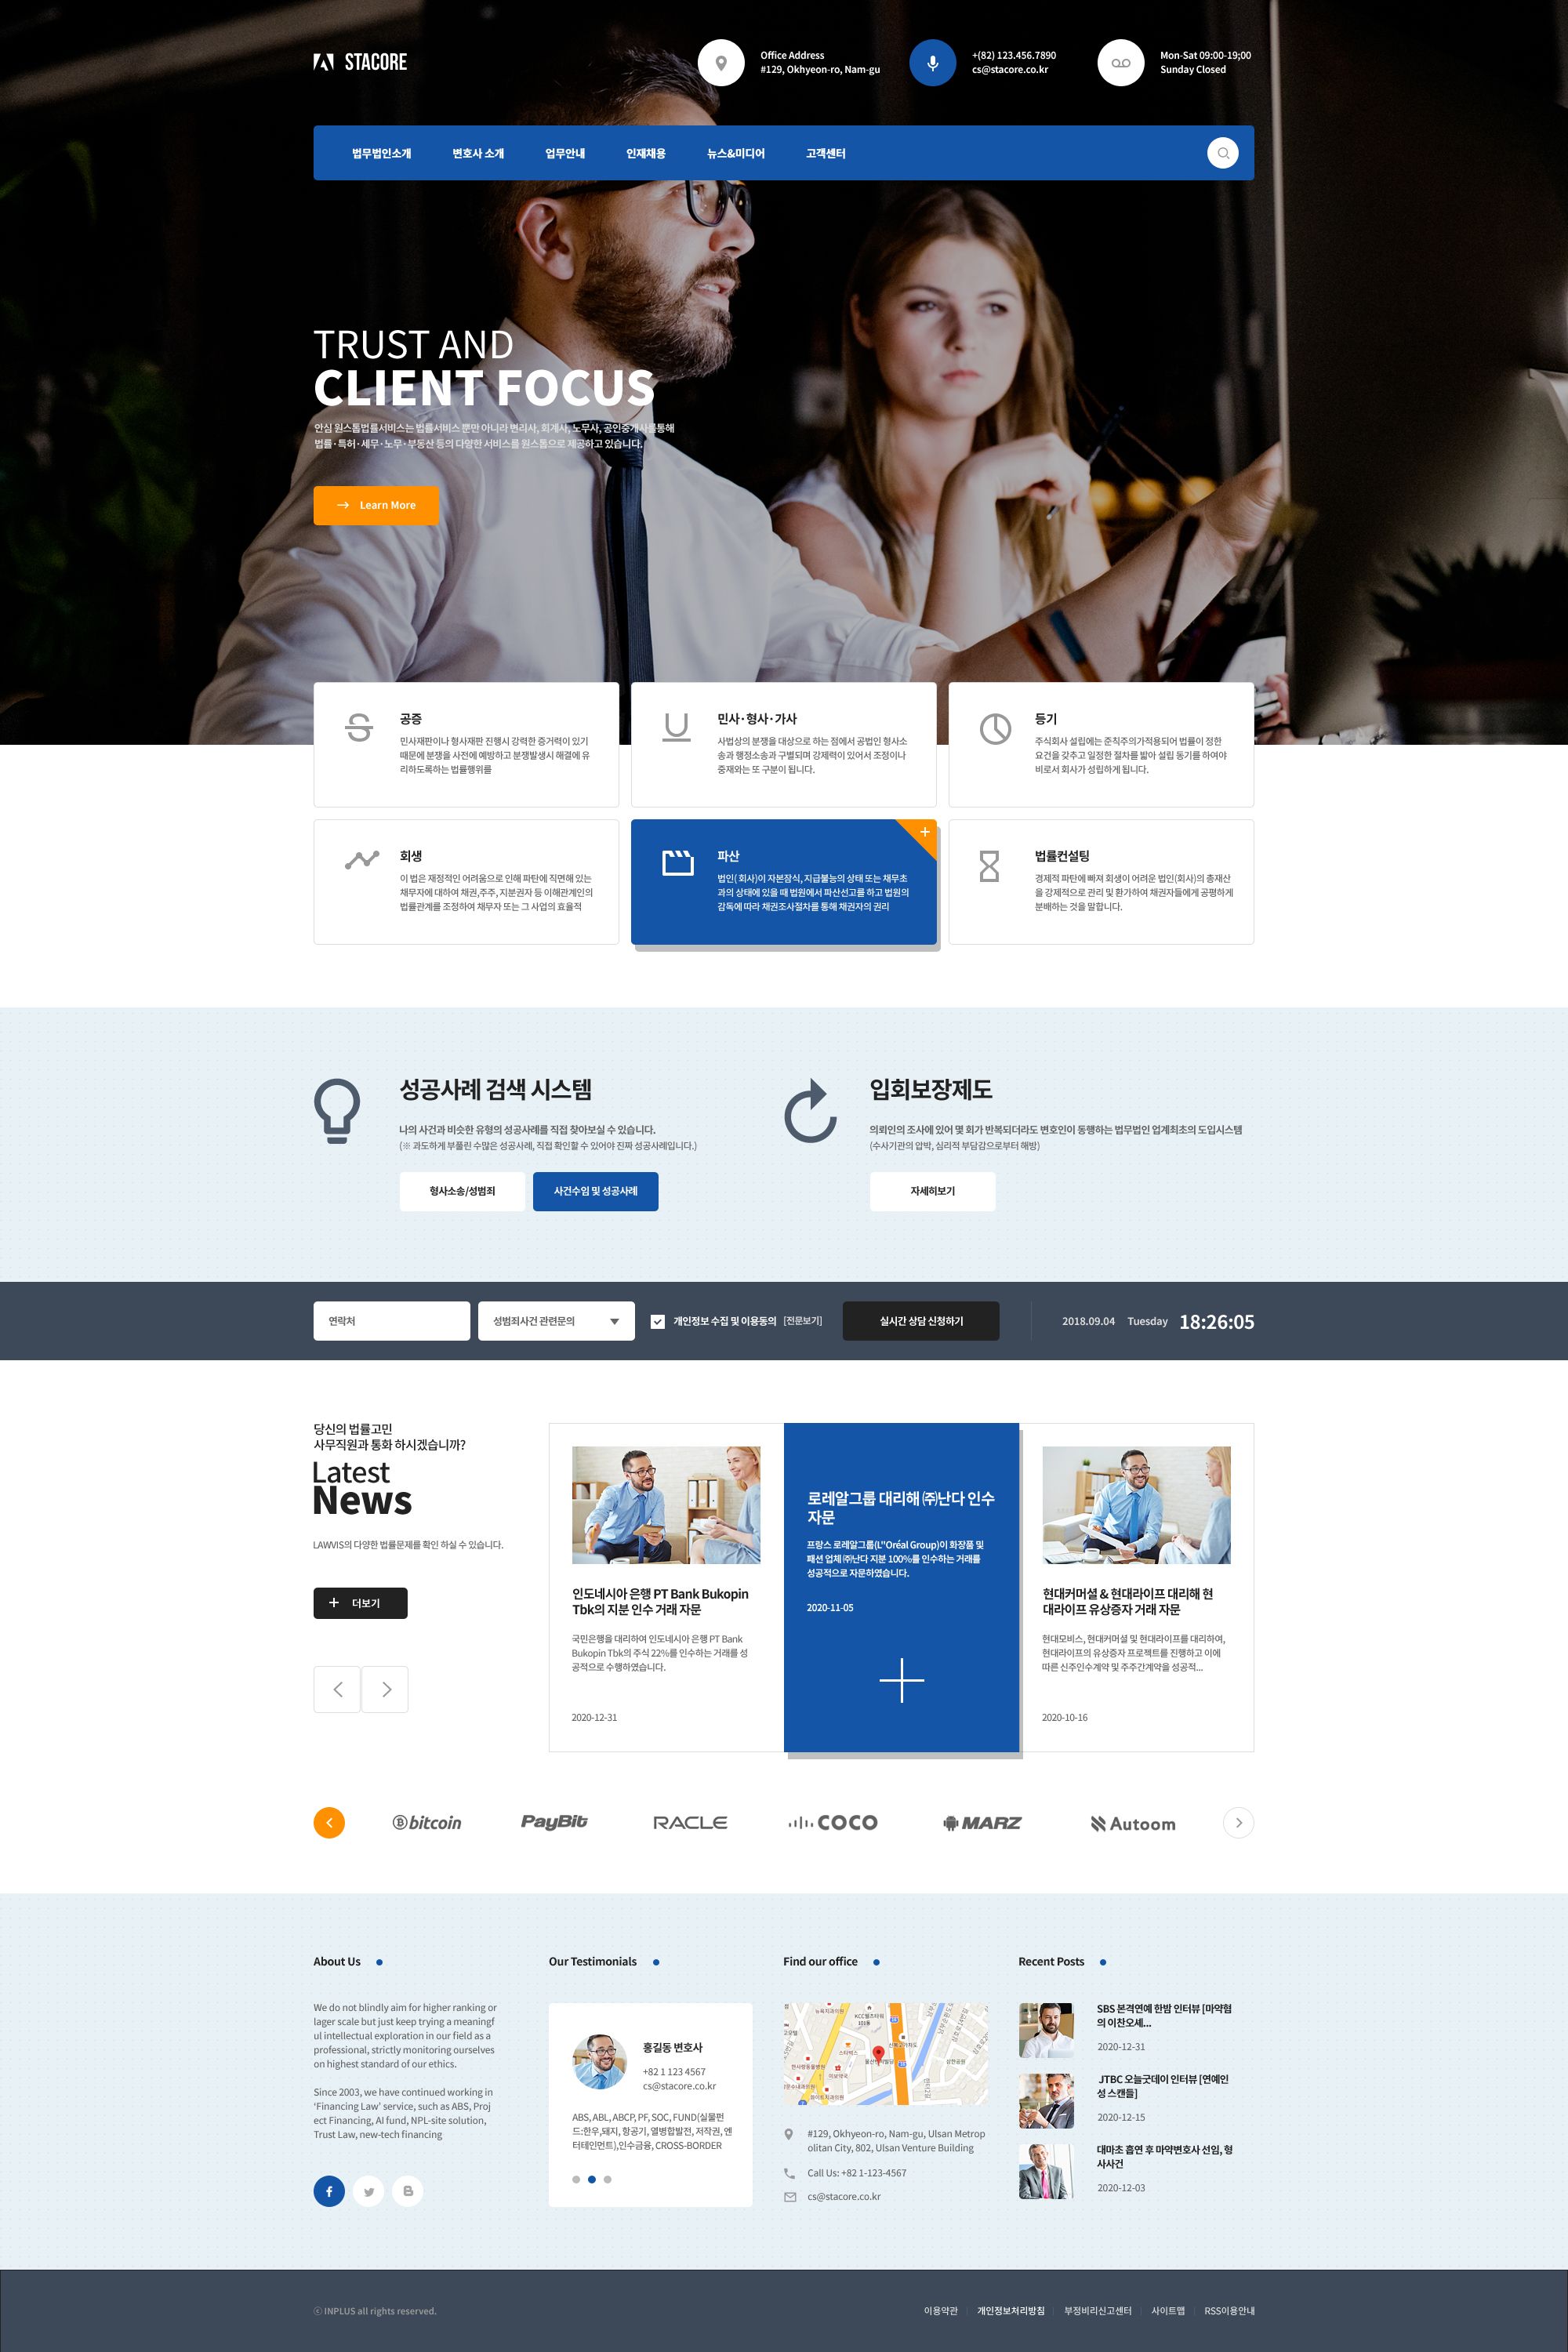 STACORE
Office Address
#129, Okhyeon-ro, Nam-gu
+(82) 123.456.7890
cs@stacore.co.kr
Mon-Sat 09:00-19;00
Sunday Closed
법무법인소개 변호사 소개 업무안내 인재채용 뉴스&미디어 고객센터
TRUST AND
CLIENT FOCUS
안심 원스톱법률서비스는 법률서비스 뿐만 아니라 변리사, 회계사, 노무사, 공인중개사를통해
법률·특허·세무·노무·부동산 등의 다양한 서비스를 원스톱으로 제공하고 있습니다.
Learn More
공증
민사재판이나 형사재판 진행시 강력한 증거력이 있기
때문에 분쟁을 사전에 예방하고 분쟁발생시 해결에 유
리하도록하는 법률행위를
민사·형사·가사
사법상의 분쟁을 대상으로 하는 점에서 공법인 형사소
송과 행정소송과 구별되며 강제력이 있어서 조정이나
중재와는 또 구분이 됩니다.
등기
주식회사 설립에는 준칙주의가적용되어 법률이 정한
요건을 갖추고 일정한 절차를 밟아 설립 등기를 하여야
비로서 회사가 성립하게 됩니다.
회생
이 법은 재정적인 어려움으로 인해 파탄에 직면해 있는
채무자에 대하여 채권,주주, 지분권자 등 이해관계인의
법률관계를 조정하여 채무자 또는 그 사업의 효율적
파산
법인( 회사)이 자본잠식, 지급불능의 상태 또는 채무초
과의 상태에 있을 때 법원에서 파산선고를 하고 법원의
감독에 따라 채권조사절차를 통해 채권자의 권리
법률컨설팅
경제적 파탄에 빠져 회생이 어려운 법인(회사)의 총재산
을 강제적으로 관리 및 환가하여 채권자들에게 공평하게
분배하는 것을 말합니다.
성공사례 검색 시스템
나의 사건과 비슷한 유형의 성공사례를 직접 찾아보실 수 있습니다.
(※ 과도하게 부풀린 수많은 성공사례, 직접 확인할 수 있어야 진짜 성공사례입니다.)
형사소송/성범죄 사건수임 및 성공사례
입회보장제도
의뢰인의 조사에 있어 몇 회가 반복되더라도 변호인이 동행하는 법무법인 업계최초의 도입시스템
(수사기관의 압박, 심리적 부담감으로부터 해방)
자세히보기
연락처 성범죄사건 관련문의 개인정보 수집 및 이용동의 [전문보기] 실시간 상담 신청하기 2018.09.04 Tuesday 18:26:05
당신의 법률고민
사무직원과 통화 하시겠습니까?
Latest
News
LAWVIS의 다양한 법률문제를 확인 하실 수 있습니다.
더보기
인도네시아 은행 PT Bank Bukopin
Tbk의 지분 인수 거래 자문
국민은행을 대리하여 인도네시아 은행 PT Bank
Bukopin Tbk의 주식 22%를 인수하는 거래를 성
공적으로 수행하였습니다.
2020-12-31
로레알그룹 대리해 ㈜난다 인수
자문
프랑스 로레알그룹(L"Oréal Group)이 화장품 및
패션 업체 ㈜난다 지분 100%를 인수하는 거래를
성공적으로 자문하였습니다.
2020-11-05
현대커머셜 & 현대라이프 대리해 현
대라이프 유상증자 거래 자문
현대모비스, 현대커머셜 및 현대라이프를 대리하여,
현대라이프의 유상증자 프로젝트를 진행하고 이에
따른 신주인수계약 및 주주간계약을 성공적...
2020-10-16
bitcoin PayBit RACLE COCO MARZ Autoom
About Us
We do not blindly aim for higher ranking or
lager scale but just keep trying a meaningf
ul intellectual exploration in our field as a
professional, strictly monitoring ourselves
on highest standard of our ethics.
Since 2003, we have continued working in
‘Financing Law’ service, such as ABS, Proj
ect Financing, AI fund, NPL-site solution,
Trust Law, new-tech financing
Our Testimonials
홍길동 변호사
+82 1 123 4567
cs@stacore.co.kr
ABS, ABL, ABCP, PF, SOC, FUND(실물펀
드:한우,돼지, 항공기, 열병합발전, 저작권, 엔
터테인먼트),인수금융, CROSS-BORDER
Find our office
#129, Okhyeon-ro, Nam-gu, Ulsan Metrop
olitan City, 802, Ulsan Venture Building
Call Us: +82 1-123-4567
cs@stacore.co.kr
Recent Posts
SBS 본격연예 한밤 인터뷰 [마약혐
의 이찬오셰...
2020-12-31
JTBC 오늘굿데이 인터뷰 [연예인
성 스캔들]
2020-12-15
대마초 흡연 후 마약변호사 선임, 형
사사건
2020-12-03
ⓒ INPLUS all rights reserved.
이용약관 개인정보처리방침 부정비리신고센터 사이트맵 RSS이용안내